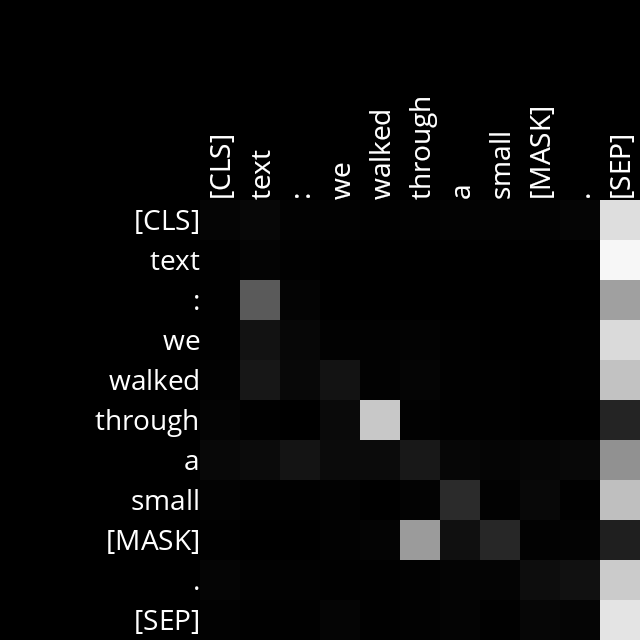 [CLS] text : we walked through a small [MASK] . [SEP]
[CLS]
text
:
we
walked
through
a
small
[MASK]
.
[SEP]